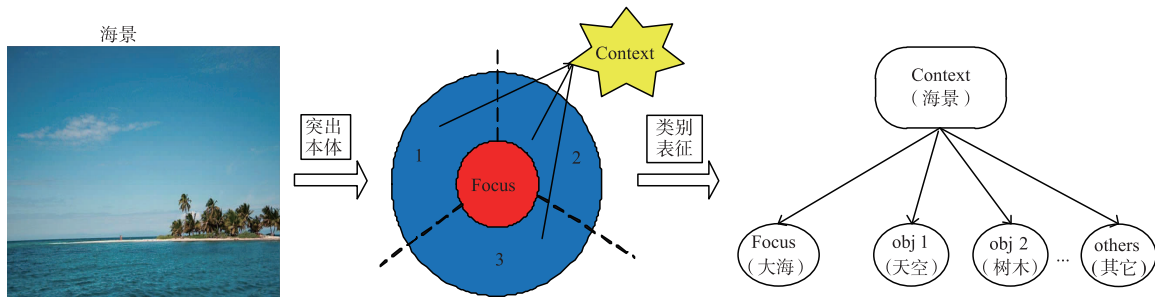 海景
突出
本体
Context
1
2
3
Focus
类别
表征
Context
(海景)
Focus
(大海)
obj 1
(天空)
obj 2
(树木)
...
others
(其它)